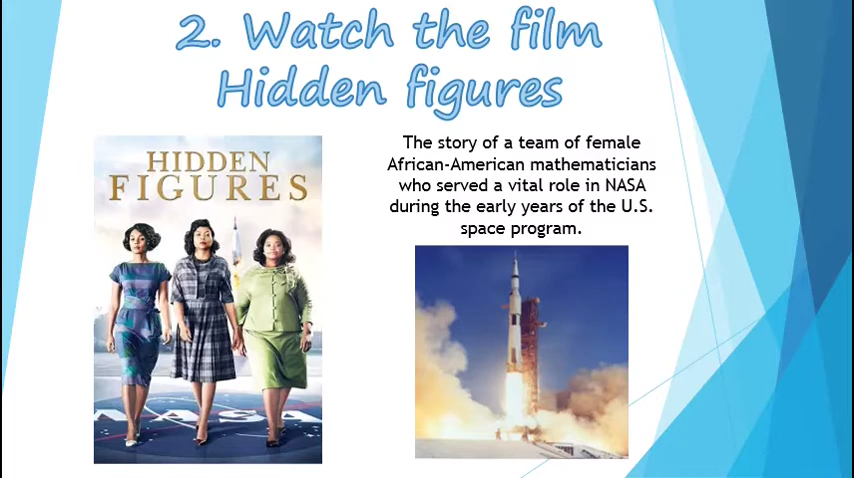 2. Watch the film
Hidden figures
HIDDEN
FIGURES
NASA
The story of a team of female
African-American mathematicians
who served a vital role in NASA
during the early years of the U.S.
space program.